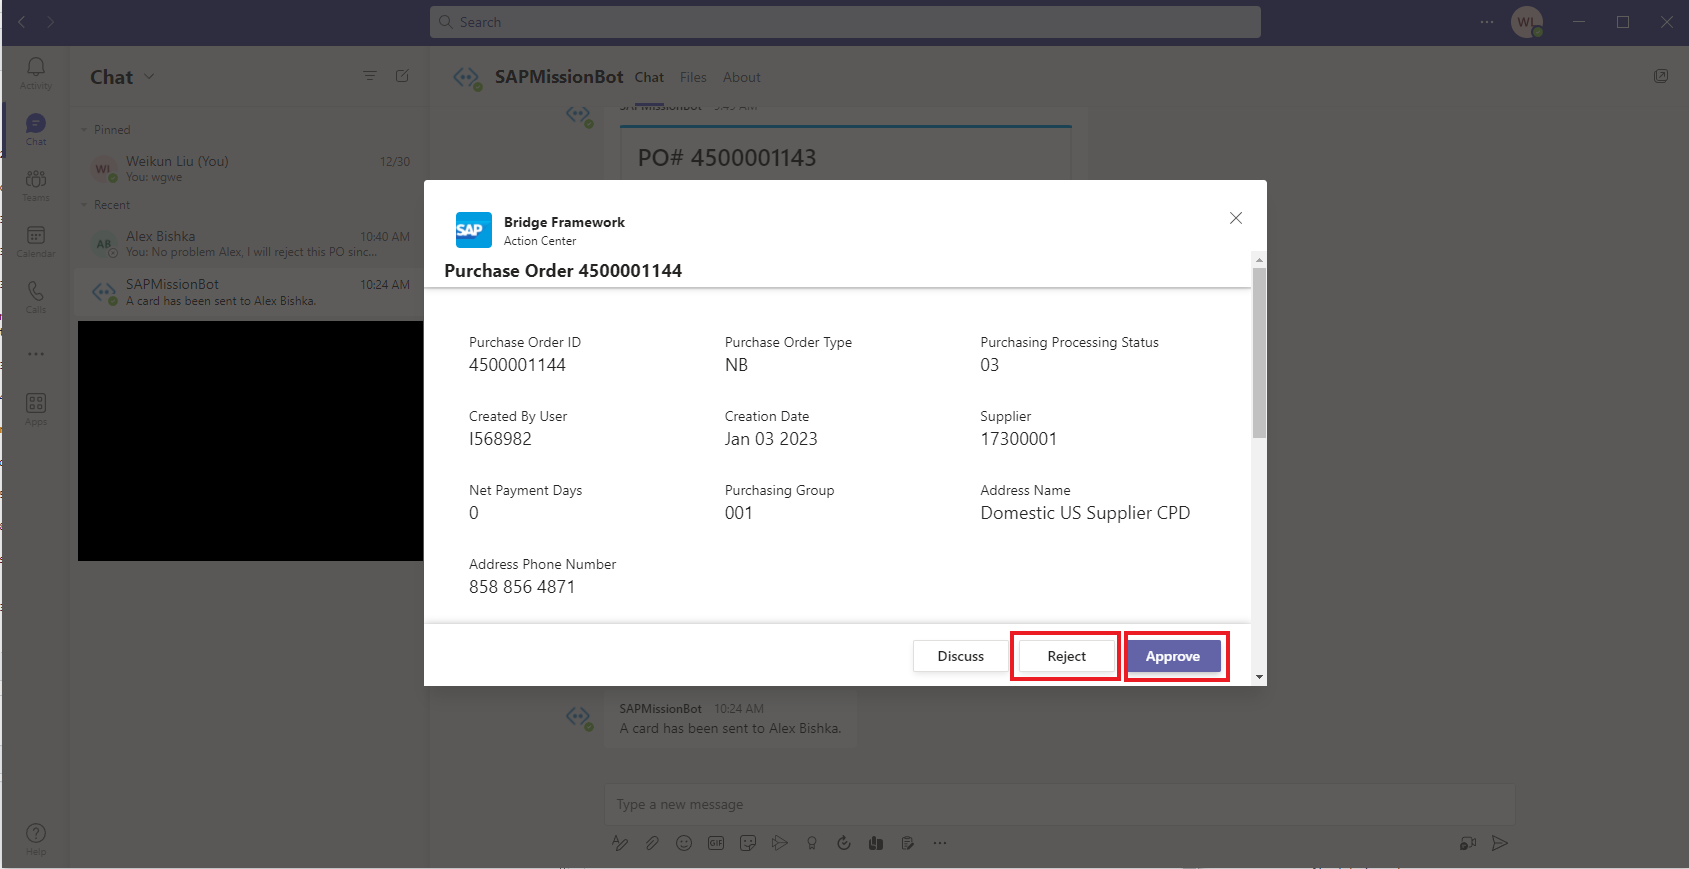 Search
WL
Activity
Chat
Teams
Calendar
Calls
Apps
Help
Chat
Pinned
Weikun Liu (You) 12/30
You: wgwe
Recent
Alex Bishka 10:40 AM
You: No problem Alex, I will reject this PO sinc...
SAPMissionBot 10:24 AM
A card has been sent to Alex Bishka.
SAPMissionBot Chat Files About
SAPMissionBot 9:45 AM
PO# 4500001143
SAP
Bridge Framework
Action Center
Purchase Order 4500001144
Purchase Order ID Purchase Order Type Purchasing Processing Status
4500001144 NB 03
Created By User Creation Date Supplier
I568982 Jan 03 2023 17300001
Net Payment Days Purchasing Group Address Name
0 001 Domestic US Supplier CPD
Address Phone Number
858 856 4871
Discuss Reject Approve
SAPMissionBot 10:24 AM
A card has been sent to Alex Bishka.
Type a new message
GIF